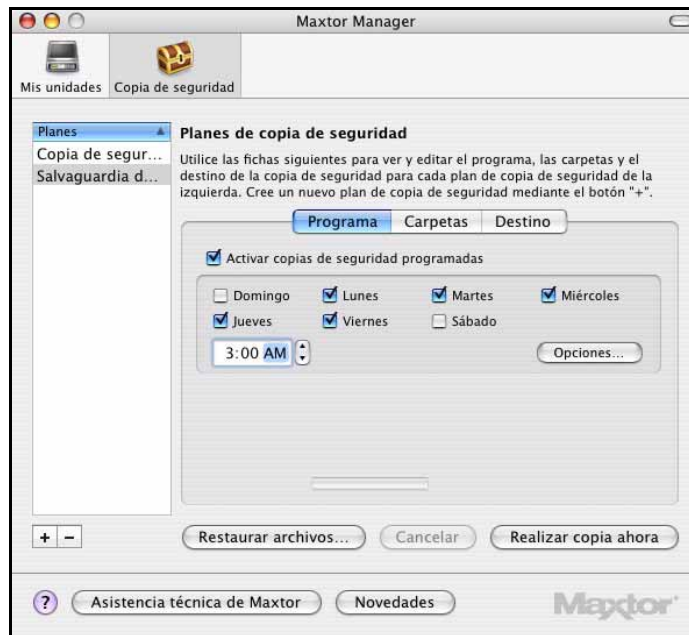 Maxtor Manager
Mis unidades
Copia de seguridad
Planes
Copia de segur...
Salvaguardia d...
Planes de copia de seguridad
Utilice las fichas siguientes para ver y editar el programa, las carpetas y el
destino de la copia de seguridad para cada plan de copia de seguridad de la
izquierda. Cree un nuevo plan de copia de seguridad mediante el botón "+".
Programa Carpetas Destino
Activar copias de seguridad programadas
Domingo Lunes Martes Miércoles
Jueves Viernes Sábado
3:00 AM Opciones...
+ −
Restaurar archivos... Cancelar Realizar copia ahora
? Asistencia técnica de Maxtor Novedades Maxtor